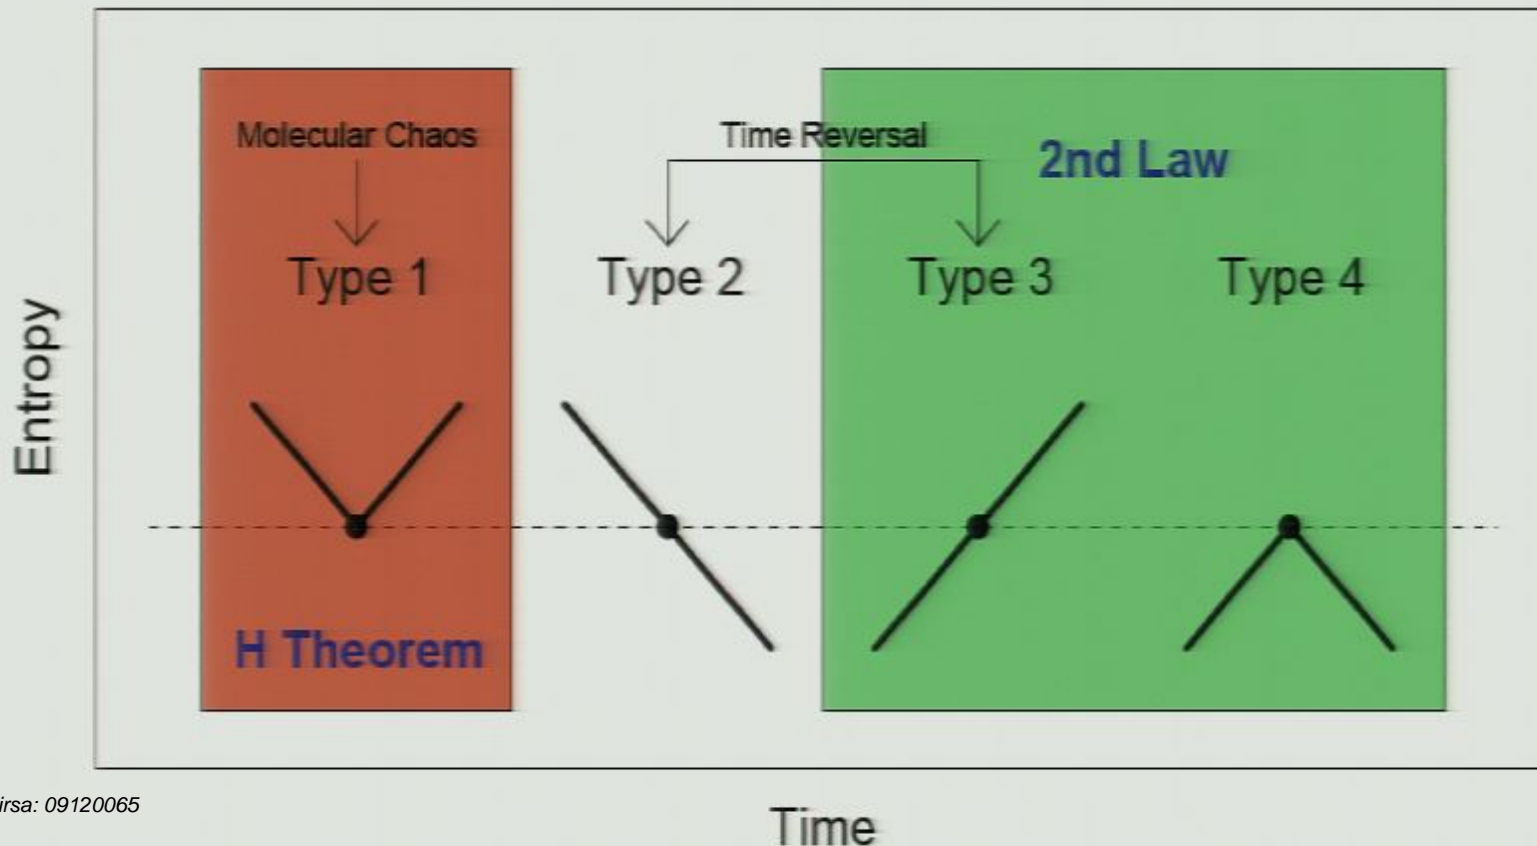 Molecular Chaos
Time Reversal
2nd Law
Type 1
Type 2
Type 3
Type 4
Entropy
H Theorem
irsa: 09120065
Time